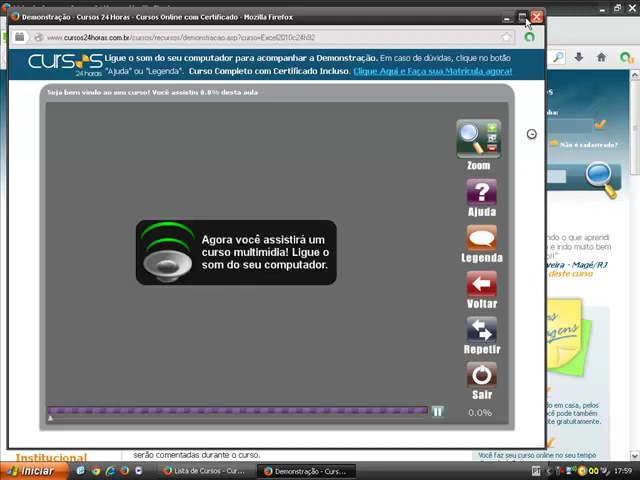 Demonstração - Cursos 24 Horas - Cursos Online com Certificado - Mozilla Firefox
www.cursos24horas.com.br/cursos/recursos/demonstracao.asp?curso=Excel2010c24h92
CURSOS
24 horas
Ligue o som do seu computador para acompanhar a Demonstração. Em caso de dúvidas, clique no botão
"Ajuda" ou "Legenda". Curso Completo com Certificado Incluso. Clique Aqui e Faça sua Matrícula agora!
Seja bem vindo ao seu curso! Você assistiu 0.0% desta aula
Agora você assistirá um
curso multimídia! Ligue o
som do seu computador.
Zoom
Ajuda
Legenda
Voltar
Repetir
Sair
0.0%
Não é cadastrado?
ndo o que aprendi
Magé/RJ
deste curso
em casa, pelos
pode também
gratuitamente.
Você faz seu curso online no seu tempo
Institucional
serão comentadas durante o curso.
Iniciar
Lista de Cursos - Cur...
Demonstração - Curs...
PT
17:59